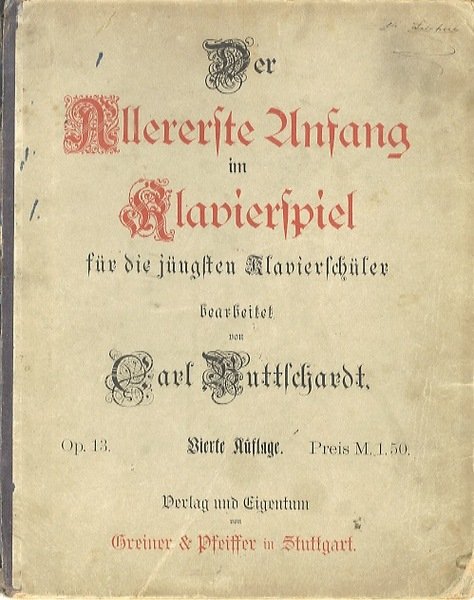 Der
Allererste Anfang
im
Klavierspiel
für die jüngsten Klavierschüler
bearbeitet
von
Carl Buttschardt.
Op. 13. Vierte Auflage. Preis M. 1.50.
Verlag und Eigentum
von
Greiner & Pfeiffer in Stuttgart.